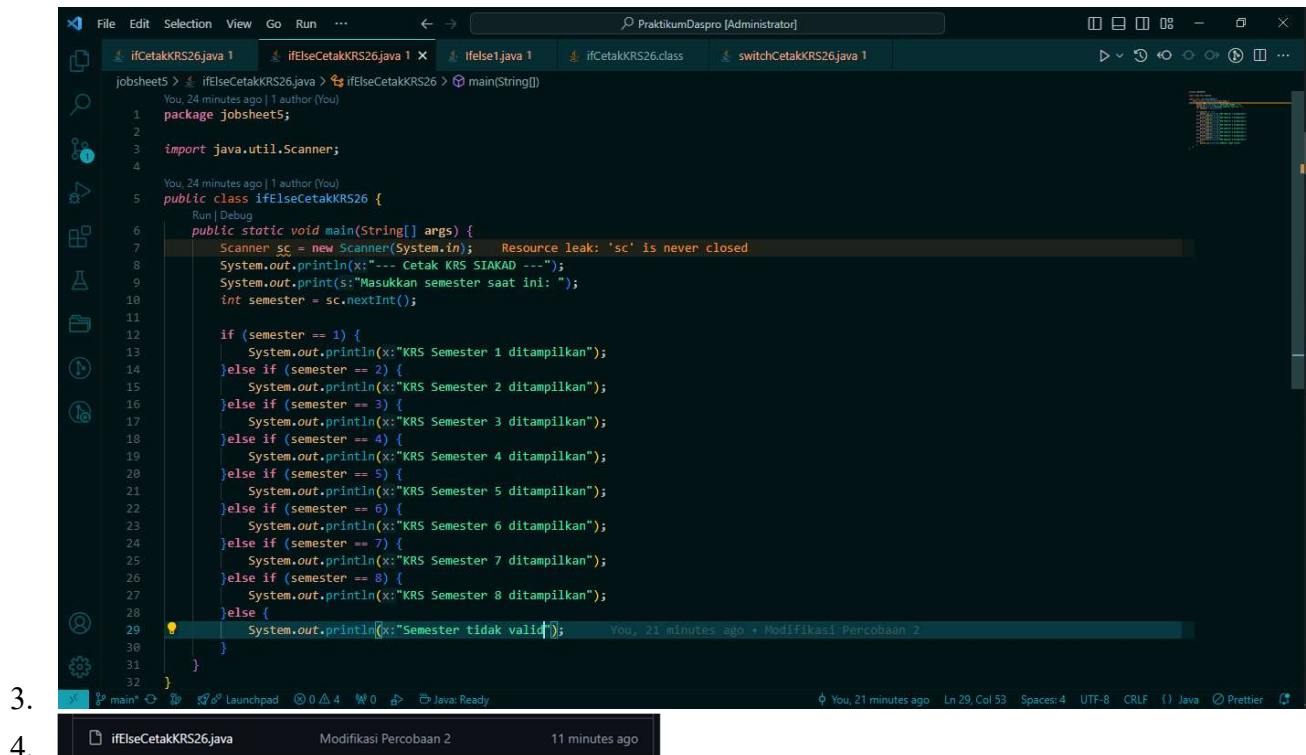 File Edit Selection View Go Run ... PraktikumDaspro [Administrator]
ifCetakKRS26.java 1 ifElseCetakKRS26.java 1 Ifelse1.java 1 ifCetakKRS26.class switchCetakKRS26.java 1
jobsheet5 > ifElseCetakKRS26.java > ifElseCetakKRS26 > main(String[])
You, 24 minutes ago | 1 author (You)
1 package jobsheet5;
2
3 import java.util.Scanner;
4
You, 24 minutes ago | 1 author (You)
5 public class ifElseCetakKRS26 {
Run | Debug
6 public static void main(String[] args) {
7 Scanner sc = new Scanner(System.in); Resource leak: 'sc' is never closed
8 System.out.println(x:"--- Cetak KRS SIAKAD ---");
9 System.out.print(s:"Masukkan semester saat ini: ");
10 int semester = sc.nextInt();
11
12 if (semester == 1) {
13 System.out.println(x:"KRS Semester 1 ditampilkan");
14 }else if (semester == 2) {
15 System.out.println(x:"KRS Semester 2 ditampilkan");
16 }else if (semester == 3) {
17 System.out.println(x:"KRS Semester 3 ditampilkan");
18 }else if (semester == 4) {
19 System.out.println(x:"KRS Semester 4 ditampilkan");
20 }else if (semester == 5) {
21 System.out.println(x:"KRS Semester 5 ditampilkan");
22 }else if (semester == 6) {
23 System.out.println(x:"KRS Semester 6 ditampilkan");
24 }else if (semester == 7) {
25 System.out.println(x:"KRS Semester 7 ditampilkan");
26 }else if (semester == 8) {
27 System.out.println(x:"KRS Semester 8 ditampilkan");
28 }else {
29 System.out.println(x:"Semester tidak valid"); You, 21 minutes ago • Modifikasi Percobaan 2
30 }
31 }
32 }
3. main* Launchpad 0 4 0 Java: Ready You, 21 minutes ago Ln 29, Col 53 Spaces: 4 UTF-8 CRLF {} Java Prettier
4. ifElseCetakKRS26.java Modifikasi Percobaan 2 11 minutes ago